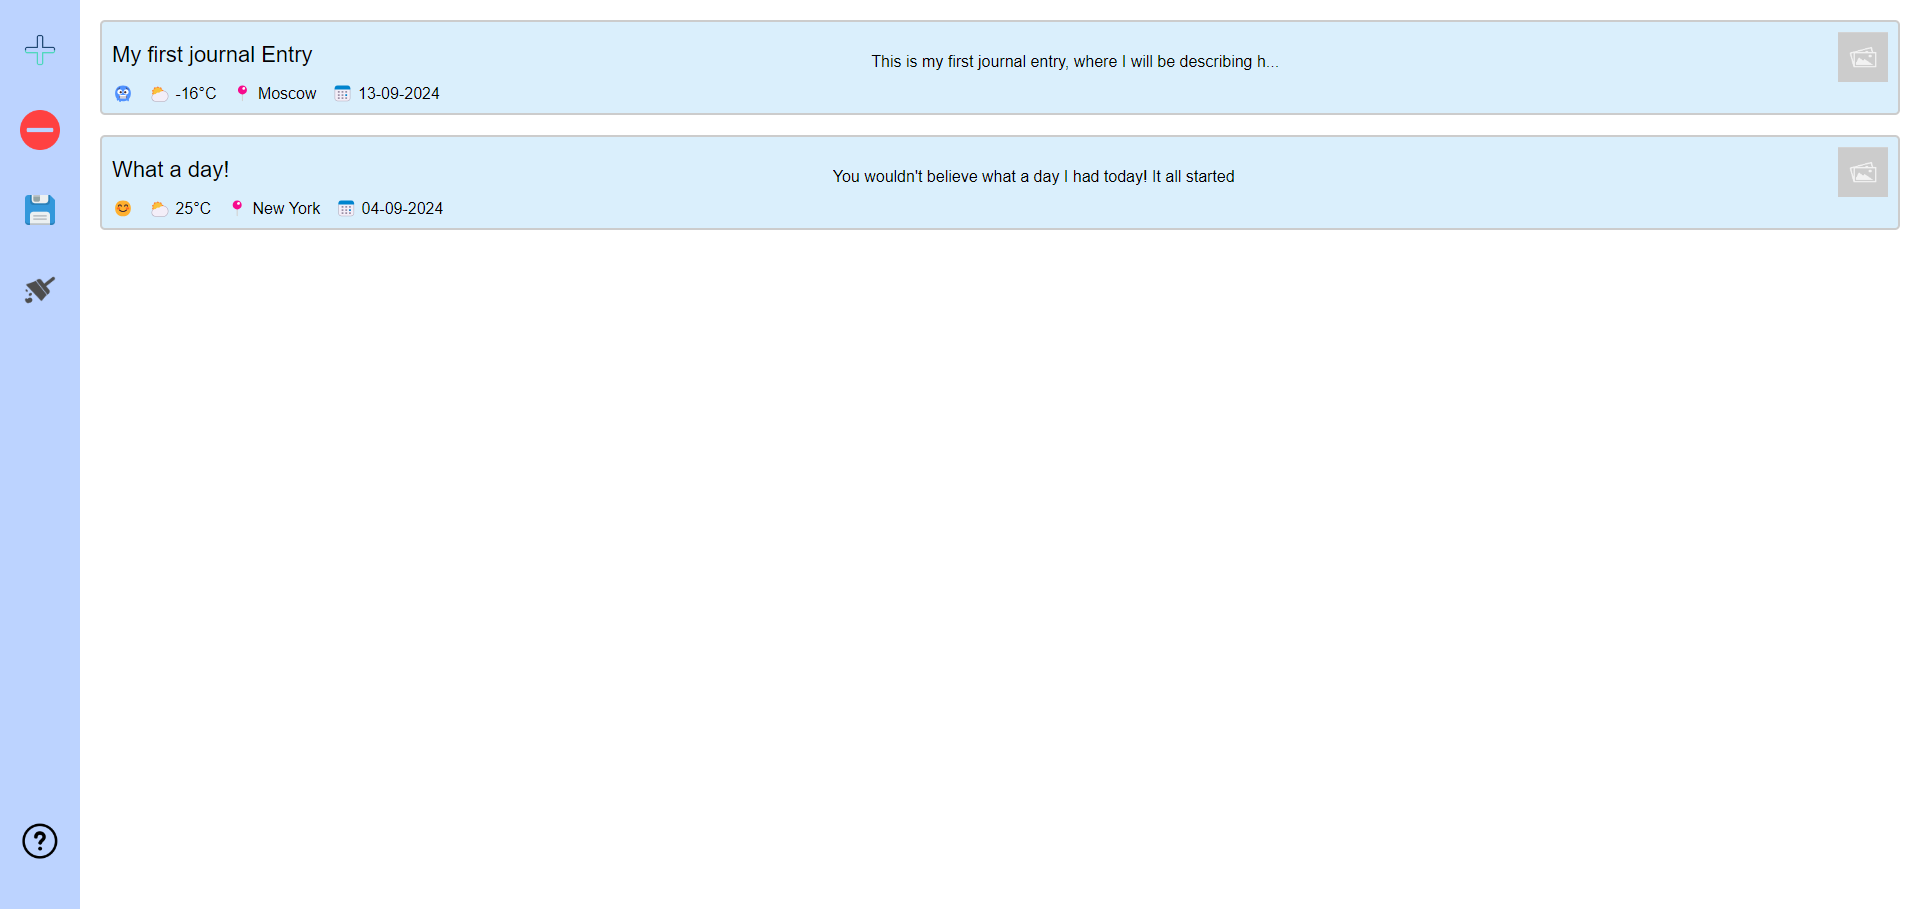 My first journal Entry
This is my first journal entry, where I will be describing h...
-16°C Moscow 13-09-2024
What a day!
You wouldn't believe what a day I had today! It all started
25°C New York 04-09-2024
?